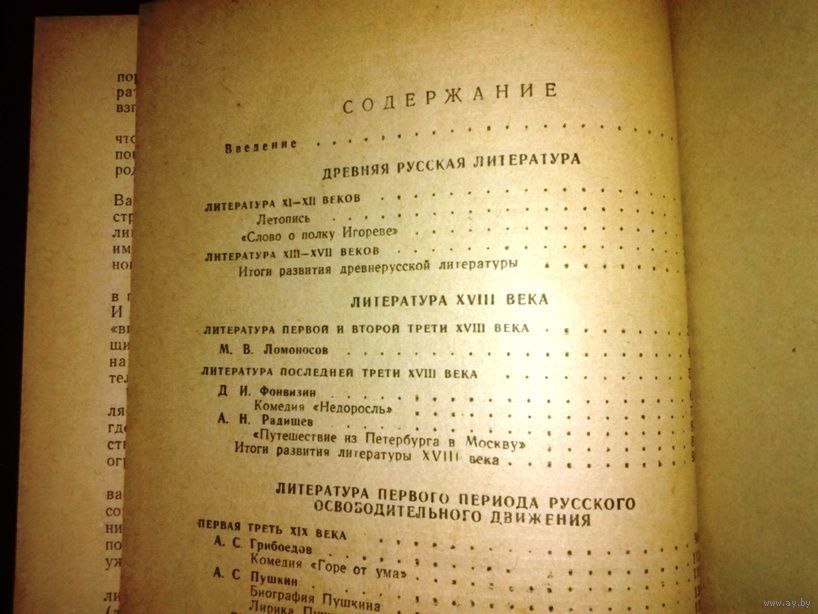 СОДЕРЖАНИЕ
Введение
ДРЕВНЯЯ РУССКАЯ ЛИТЕРАТУРА
ЛИТЕРАТУРА XI—XII ВЕКОВ
Летопись
«Слово о полку Игореве»
ЛИТЕРАТУРА XIII—XVII ВЕКОВ
Итоги развития древнерусской литературы
ЛИТЕРАТУРА XVIII ВЕКА
ЛИТЕРАТУРА ПЕРВОЙ И ВТОРОЙ ТРЕТИ XVIII ВЕКА
М. В. Ломоносов
ЛИТЕРАТУРА ПОСЛЕДНЕЙ ТРЕТИ XVIII ВЕКА
Д И. Фонвизин
Комедия «Недоросль»
А. Н. Радищев
«Путешествие из Петербурга в Москву»
Итоги развития литературы XVIII века
ЛИТЕРАТУРА ПЕРВОГО ПЕРИОДА РУССКОГО
ОСВОБОДИТЕЛЬНОГО ДВИЖЕНИЯ
ПЕРВАЯ ТРЕТЬ XIX ВЕКА
А. С. Грибоедов
Комедия «Горе от ума»
А. С Пушкин
Биография Пушкина
Лирика
www.ay.by